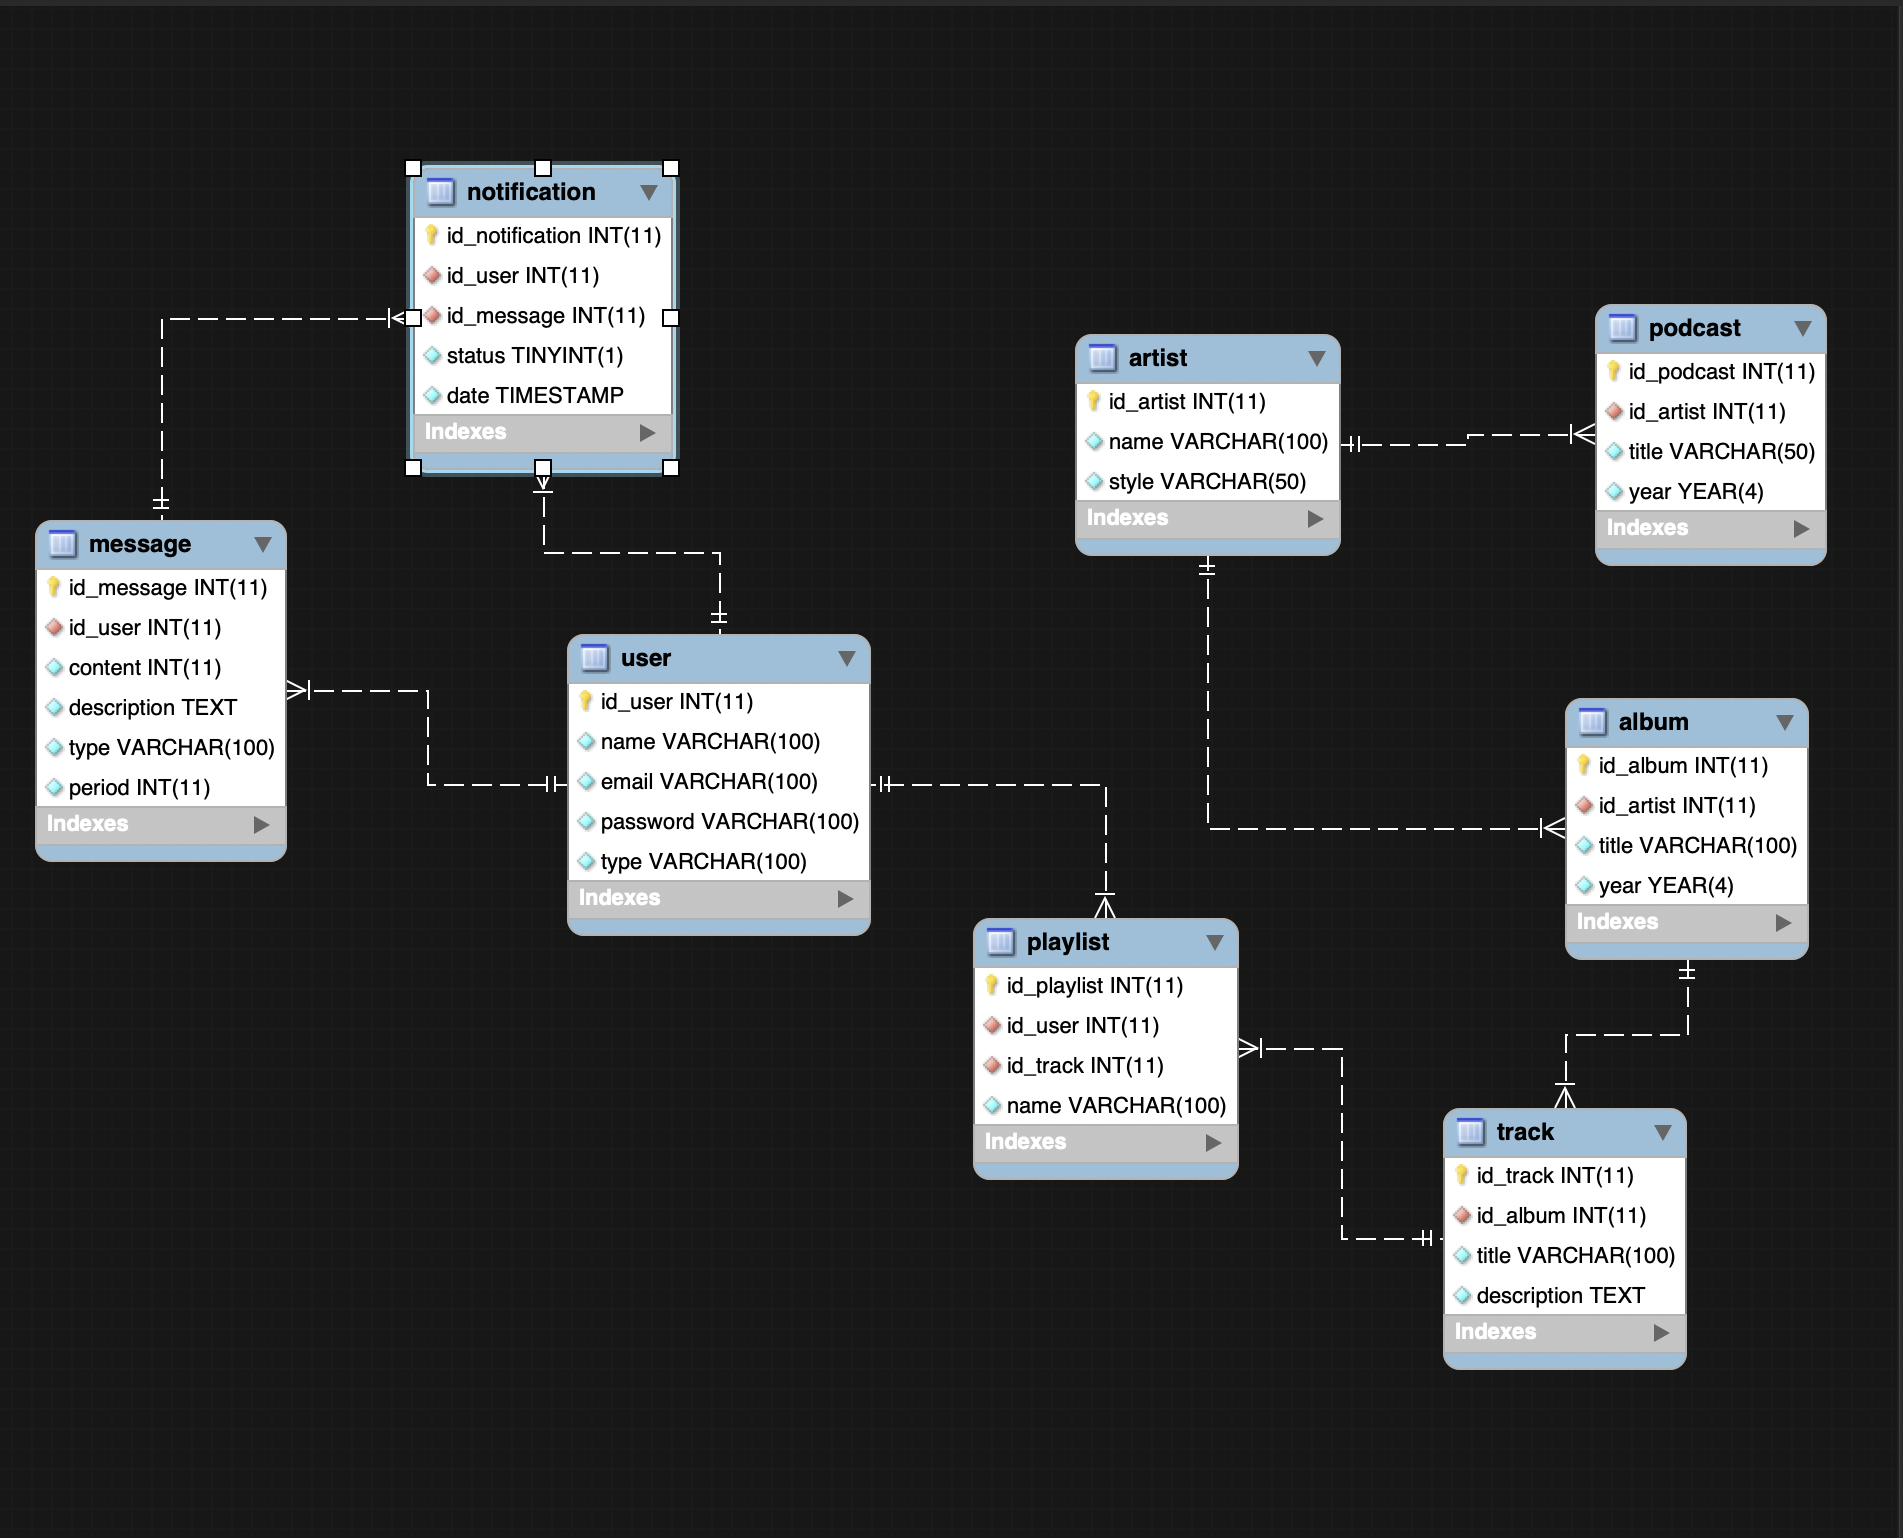 notification
id_notification INT(11)
id_user INT(11)
id_message INT(11)
status TINYINT(1)
date TIMESTAMP
Indexes
artist
id_artist INT(11)
name VARCHAR(100)
style VARCHAR(50)
Indexes
podcast
id_podcast INT(11)
id_artist INT(11)
title VARCHAR(50)
year YEAR(4)
Indexes
message
id_message INT(11)
id_user INT(11)
content INT(11)
description TEXT
type VARCHAR(100)
period INT(11)
Indexes
user
id_user INT(11)
name VARCHAR(100)
email VARCHAR(100)
password VARCHAR(100)
type VARCHAR(100)
Indexes
album
id_album INT(11)
id_artist INT(11)
title VARCHAR(100)
year YEAR(4)
Indexes
playlist
id_playlist INT(11)
id_user INT(11)
id_track INT(11)
name VARCHAR(100)
Indexes
track
id_track INT(11)
id_album INT(11)
title VARCHAR(100)
description TEXT
Indexes